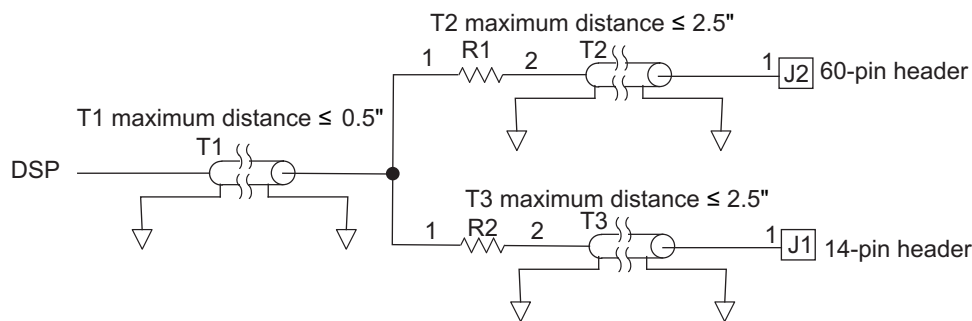 T2 maximum distance ≤ 2.5"
1 R1 2 T2 1 J2 60-pin header
T1 maximum distance ≤ 0.5"
T1
DSP
T3 maximum distance ≤ 2.5"
1 R2 2 T3 1 J1 14-pin header